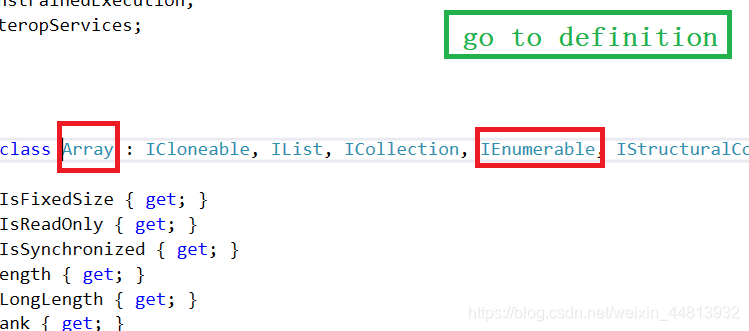 nstrainedExecution;
teropServices;
go to definition
class Array : ICloneable, IList, ICollection, IEnumerable, IStructuralCo
IsFixedSize { get; }
IsReadOnly { get; }
IsSynchronized { get; }
ength { get; }
LongLength { get; }
ank { get; }
https://blog.csdn.net/weixin_44813932